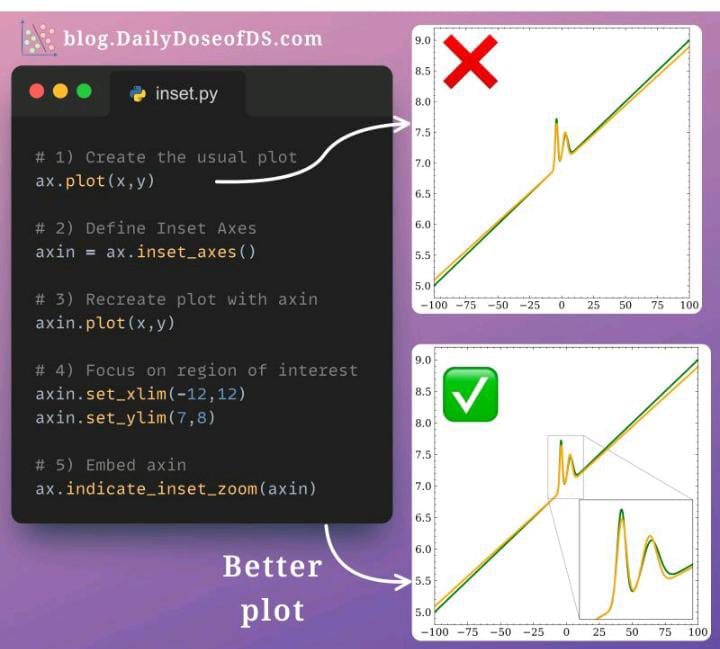 blog.DailyDoseofDS.com
inset.py
# 1) Create the usual plot
ax.plot(x,y)
# 2) Define Inset Axes
axin = ax.inset_axes()
# 3) Recreate plot with axin
axin.plot(x,y)
# 4) Focus on region of interest
axin.set_xlim(-12,12)
axin.set_ylim(7,8)
# 5) Embed axin
ax.indicate_inset_zoom(axin)
Better
plot
9.0
8.5
8.0
7.5
7.0
6.5
6.0
5.5
5.0
−100 −75 −50 −25 0 25 50 75 100
9.0
8.5
8.0
7.5
7.0
6.5
6.0
5.5
5.0
−100 −75 −50 −25 0 25 50 75 100